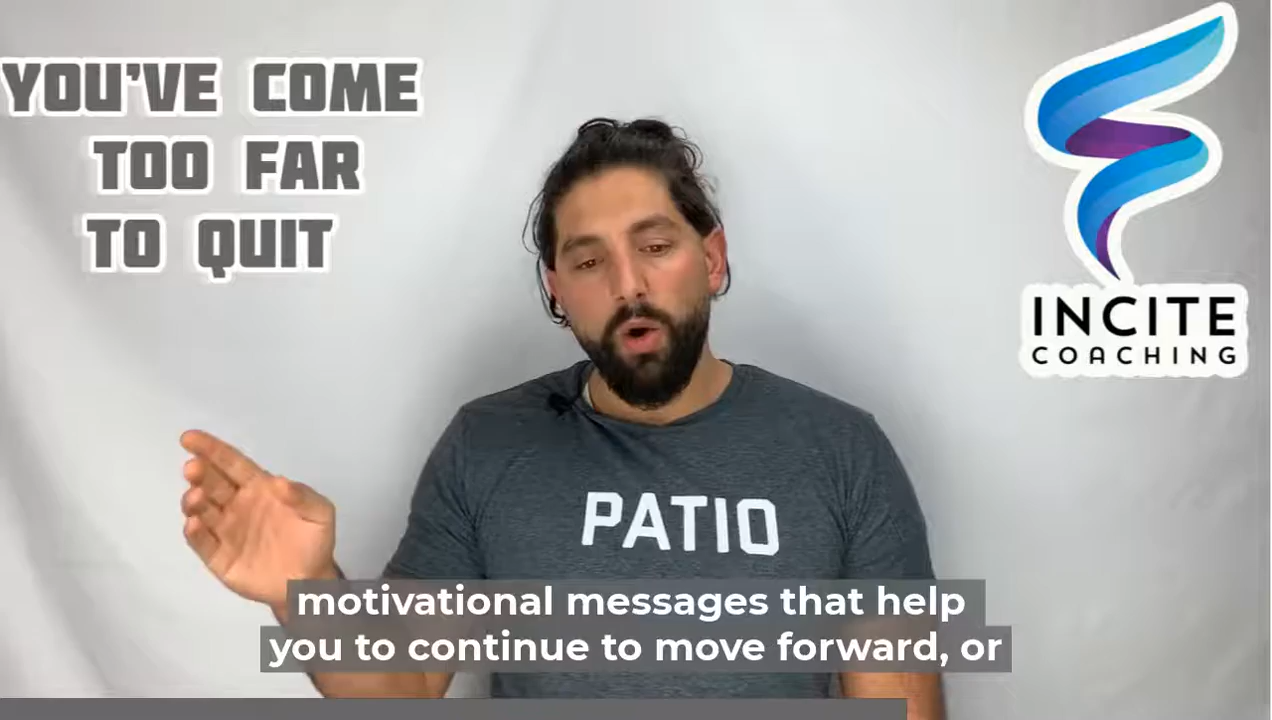 YOU'VE COME
TOO FAR
TO QUIT
INCITE
COACHING
PATIO
motivational messages that help
you to continue to move forward, or